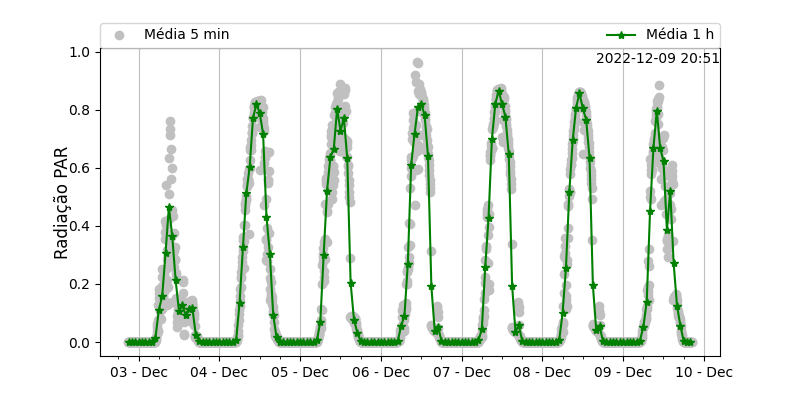 Média 5 min
Média 1 h
2022-12-09 20:51
Radiação PAR
1.0
0.8
0.6
0.4
0.2
0.0
03 - Dec
04 - Dec
05 - Dec
06 - Dec
07 - Dec
08 - Dec
09 - Dec
10 - Dec